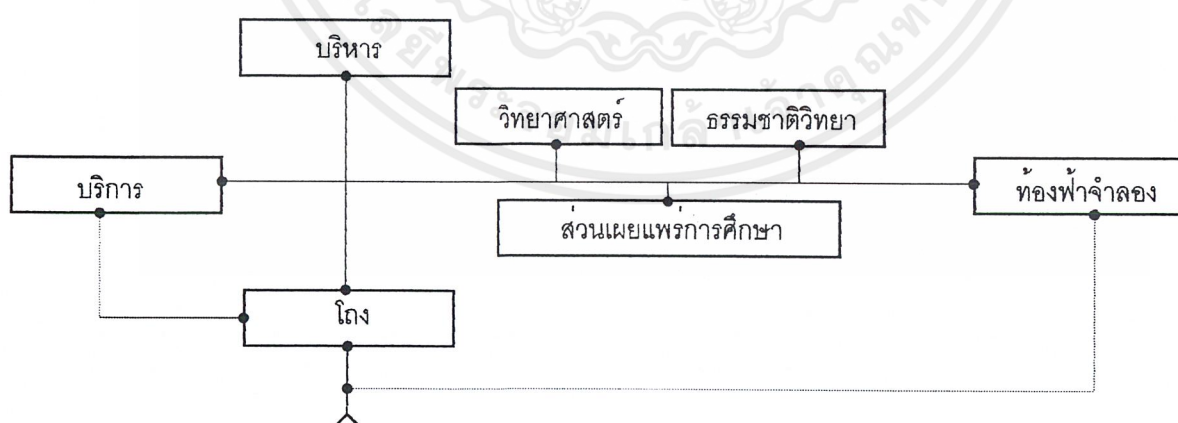 บริหาร
วิทยาศาสตร์
ธรรมชาติวิทยา
บริการ
ท้องฟ้าจำลอง
ส่วนเผยแพร่การศึกษา
โถง